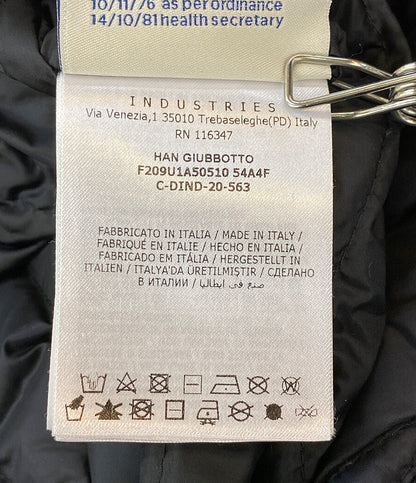 10/11/76 as per ordinance
14/10/81 health secretary
INDUSTRIES
Via Venezia,1 35010 Trebaseleghe(PD) Italy
RN 116347
HAN GIUBBOTTO
F209U1A50510 54A4F
C-DIND-20-563
FABBRICATO IN ITALIA / MADE IN ITALY /
FABRIQUÉ EN ITALIE / HECHO EN ITALIA /
FABRICADO EM ITÁLIA / HERGESTELLT IN
ITALIEN / ITALYA'DA ÜRETILMISTIR / СДЕЛАНО
В ИТАЛИИ / صنع في ايطاليا